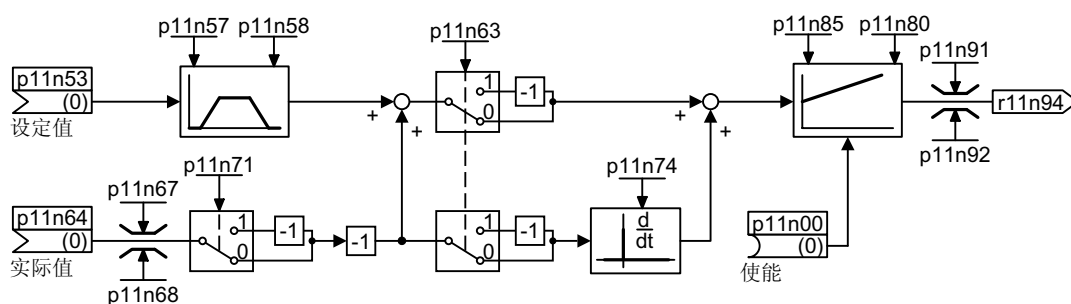 p11n57 p11n58 p11n63 p11n85 p11n80 p11n91
p11n53
(0)
设定值
1
0
-1
+
+
+
+
r11n94
p11n92
p11n67 p11n71 p11n74
p11n64
(0)
实际值
p11n68
1
0
-1
-1
1
0
-1
d
dt
p11n00
(0)
使能